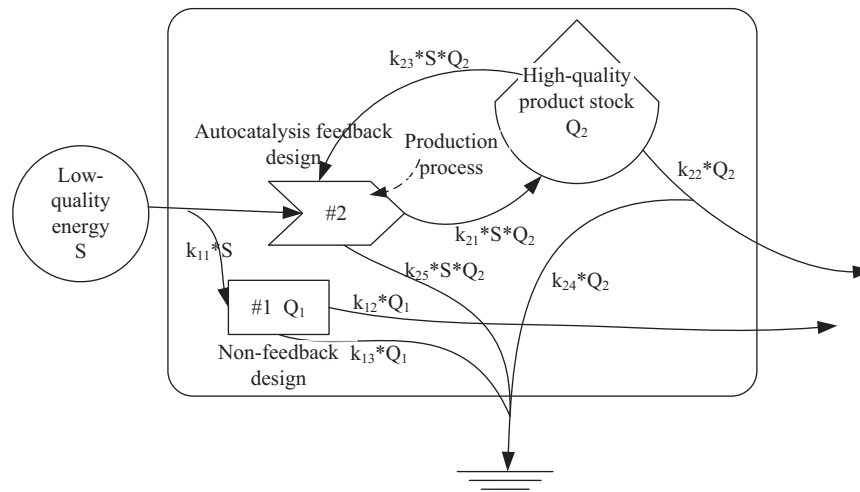 k₂₃*S*Q₂
High-quality
product stock
Q₂
Autocatalysis feedback
design
Production
process
Low-
quality
energy
S
#2
k₂₂*Q₂
k₂₁*S*Q₂
k₁₁*S
k₂₅*S*Q₂
k₂₄*Q₂
#1 Q₁
k₁₂*Q₁
Non-feedback
design
k₁₃*Q₁